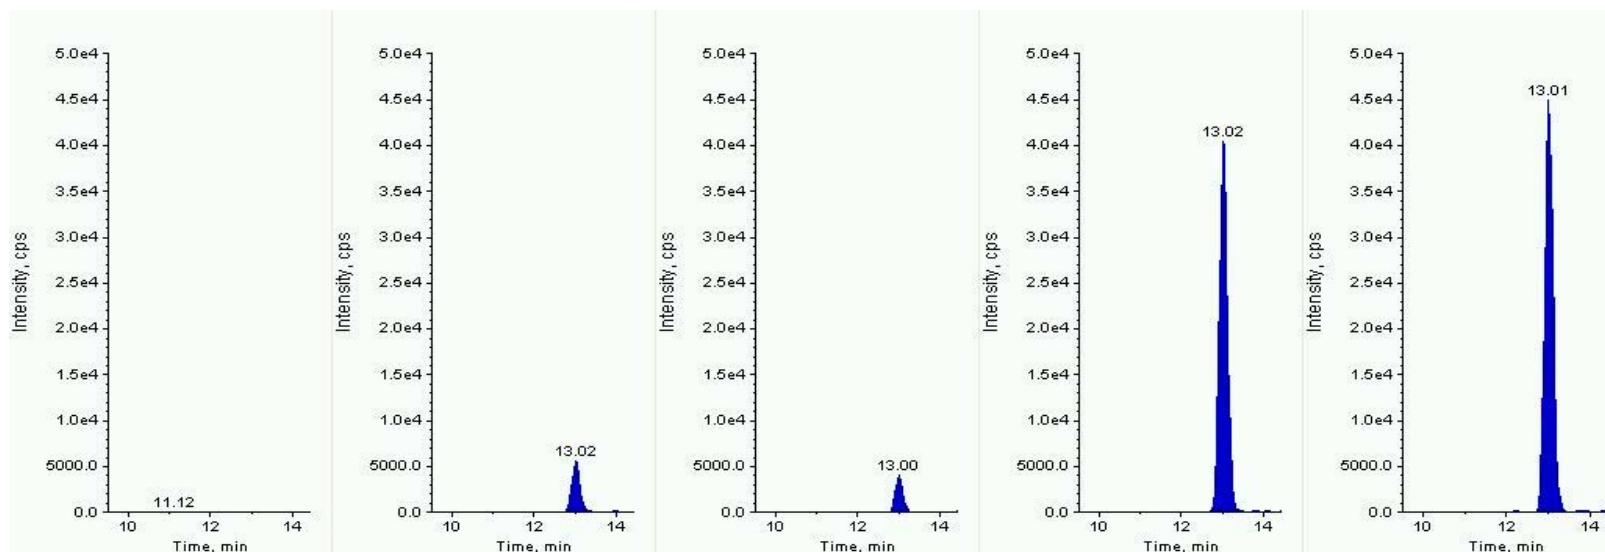 5.0e4
4.5e4
4.0e4
3.5e4
3.0e4
2.5e4
2.0e4
1.5e4
1.0e4
5000.0
0.0
Intensity, cps
11.12
10 12 14
Time, min
5.0e4
4.5e4
4.0e4
3.5e4
3.0e4
2.5e4
2.0e4
1.5e4
1.0e4
5000.0
0.0
Intensity, cps
13.02
10 12 14
Time, min
5.0e4
4.5e4
4.0e4
3.5e4
3.0e4
2.5e4
2.0e4
1.5e4
1.0e4
5000.0
0.0
Intensity, cps
13.00
10 12 14
Time, min
5.0e4
4.5e4
4.0e4
3.5e4
3.0e4
2.5e4
2.0e4
1.5e4
1.0e4
5000.0
0.0
Intensity, cps
13.02
10 12 14
Time, min
5.0e4
4.5e4
4.0e4
3.5e4
3.0e4
2.5e4
2.0e4
1.5e4
1.0e4
5000.0
0.0
Intensity, cps
13.01
10 12 14
Time, min